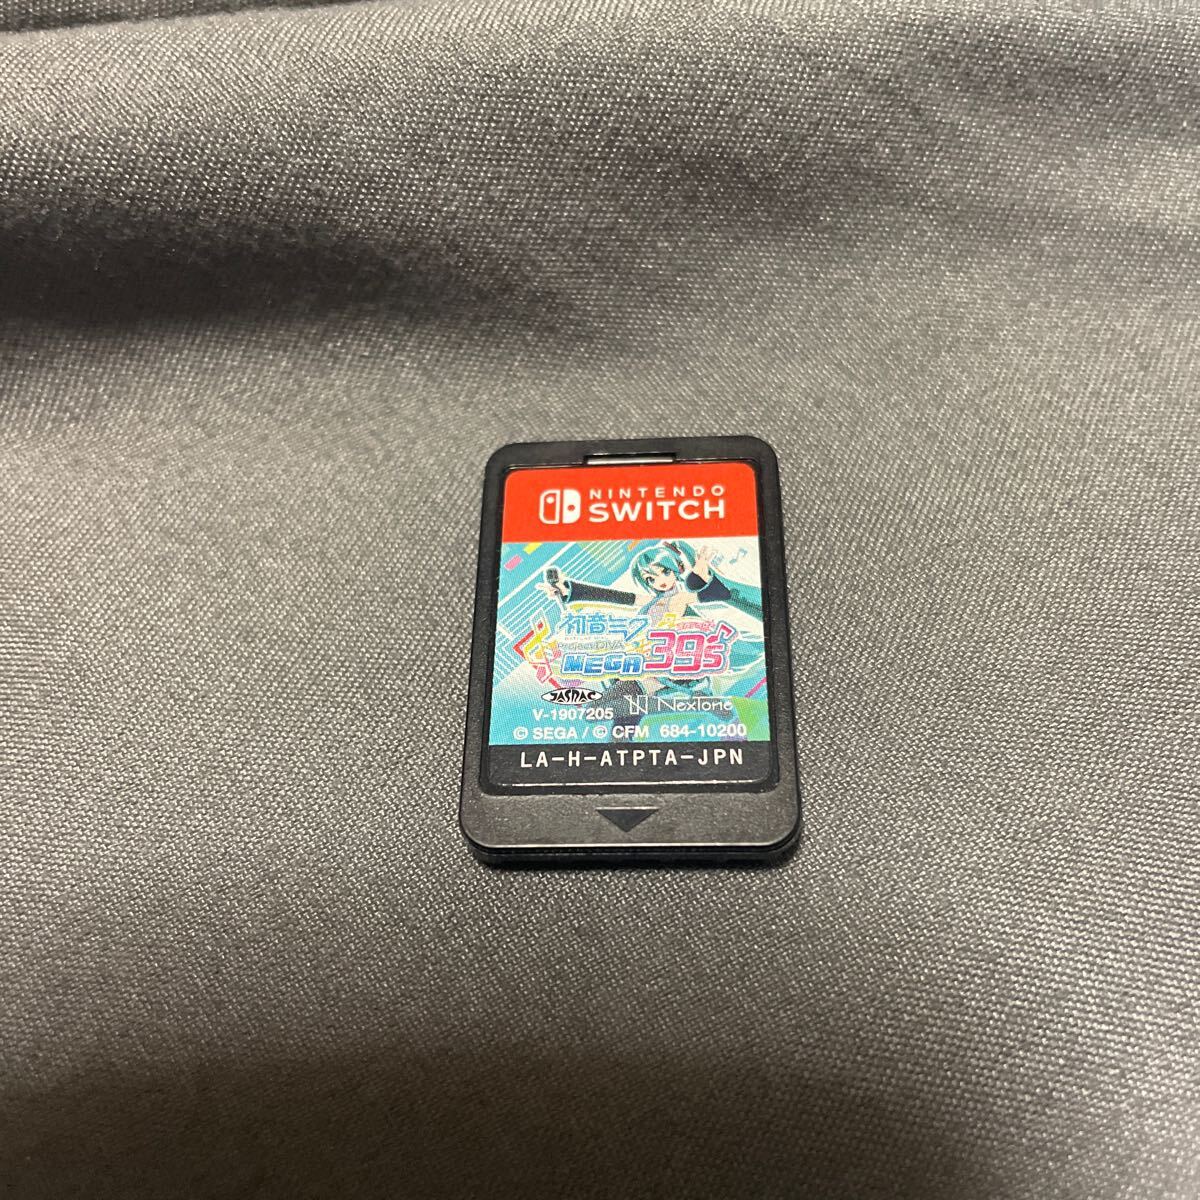 NINTENDO
SWITCH
初音ミク
Project DIVA
MEGA39's
JASRAC
V-1907205 NexTone
© SEGA / © CFM 684-10200
LA-H-ATPTA-JPN